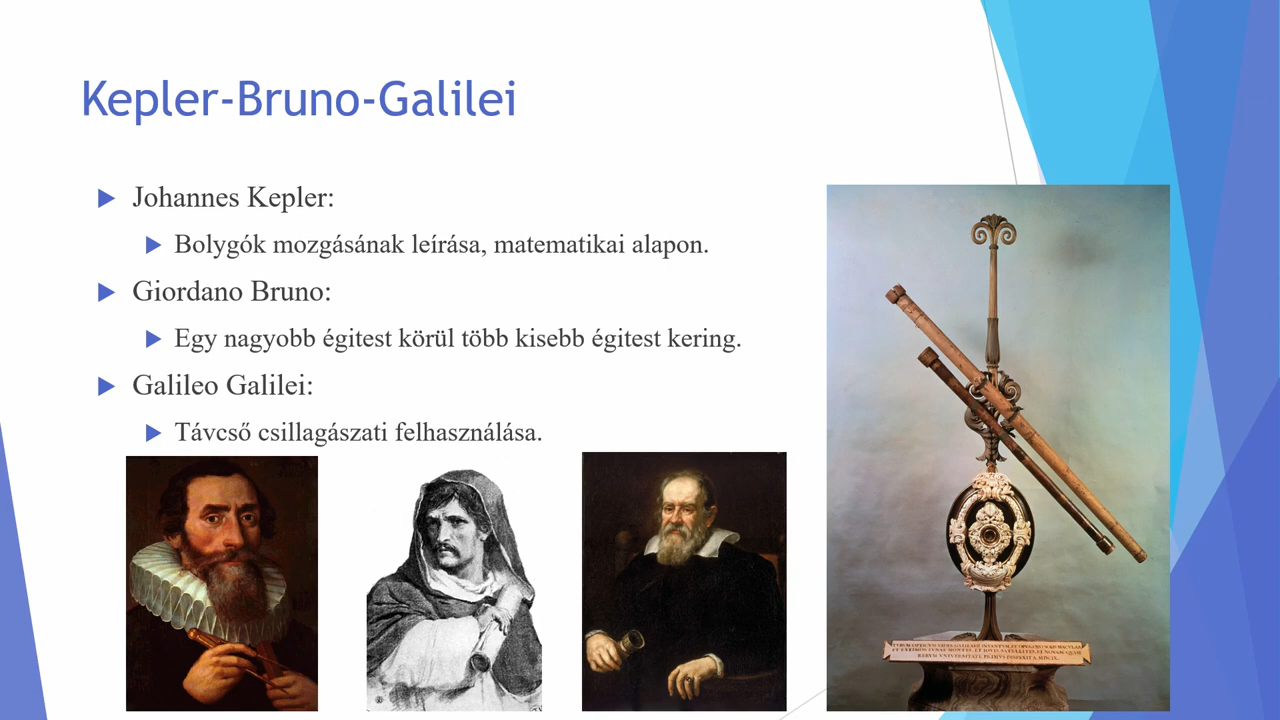 Kepler-Bruno-Galilei
Johannes Kepler:
Bolygók mozgásának leírása, matematikai alapon.
Giordano Bruno:
Egy nagyobb égitest körül több kisebb égitest kering.
Galileo Galilei:
Távcső csillagászati felhasználása.